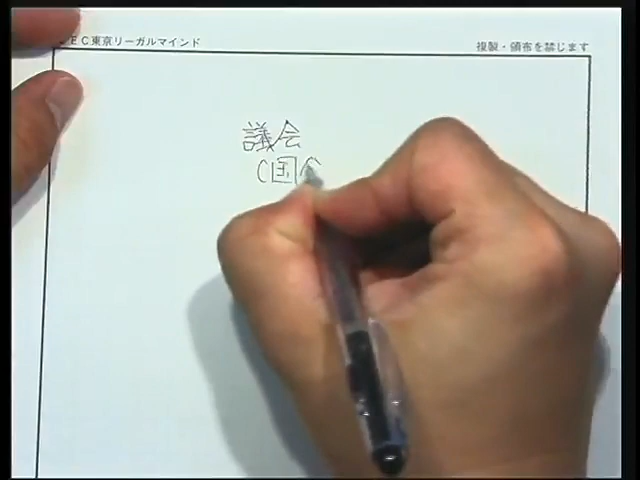 ＥＣ東京リーガルマインド
複製・頒布を禁じます
議会
(国会